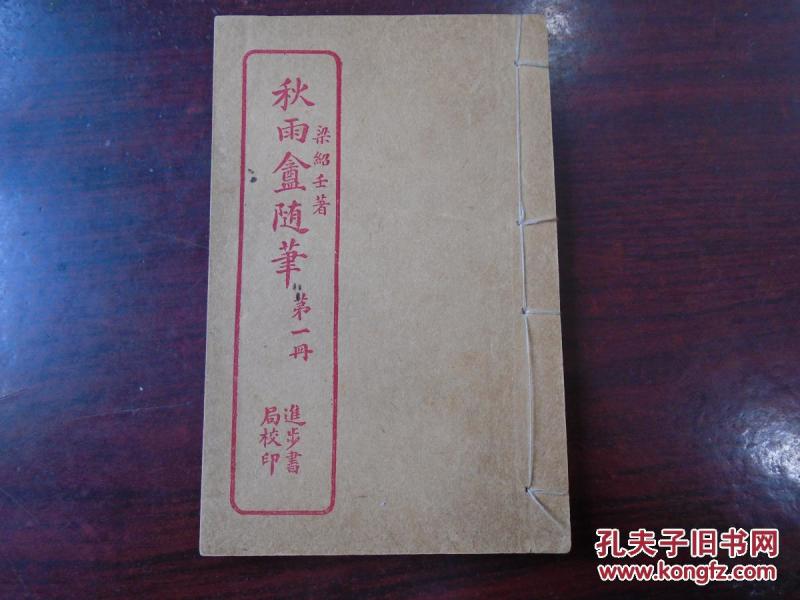 梁紹壬著
秋雨盦随筆
第一冊
進步書
局校印
孔夫子旧书网
www.kongfz.com